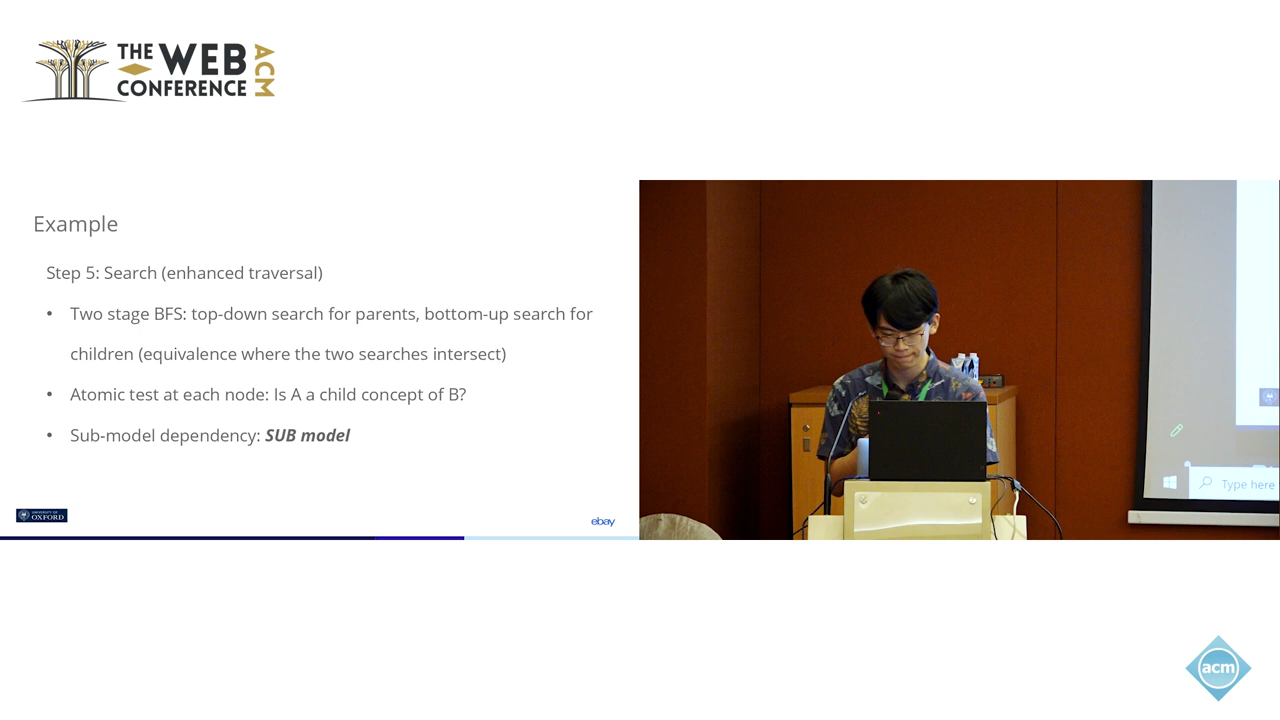 THE WEB
CONFERENCE
ACM
Example
Step 5: Search (enhanced traversal)
• Two stage BFS: top-down search for parents, bottom-up search for
children (equivalence where the two searches intersect)
• Atomic test at each node: Is A a child concept of B?
• Sub-model dependency: SUB model
UNIVERSITY OF
OXFORD
ebay
Type here
acm